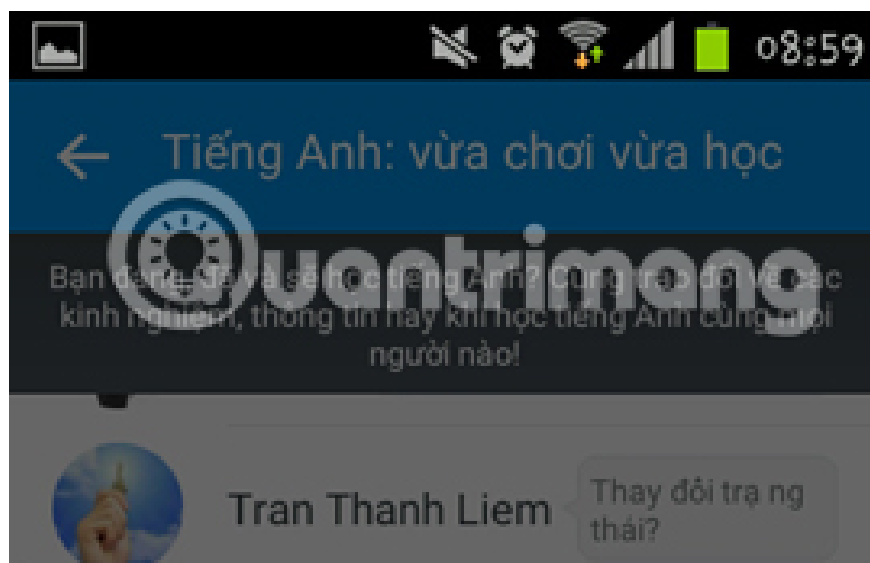 08:59
Tiếng Anh: vừa chơi vừa học
Quantrimang
Bạn đang, đã và sẽ học tiếng Anh? Cùng trao đổi về các
kinh nghiệm, thông tin hay khi học tiếng Anh cùng mọi
người nào!
Tran Thanh Liem
Thay đổi trạ ng
thái?